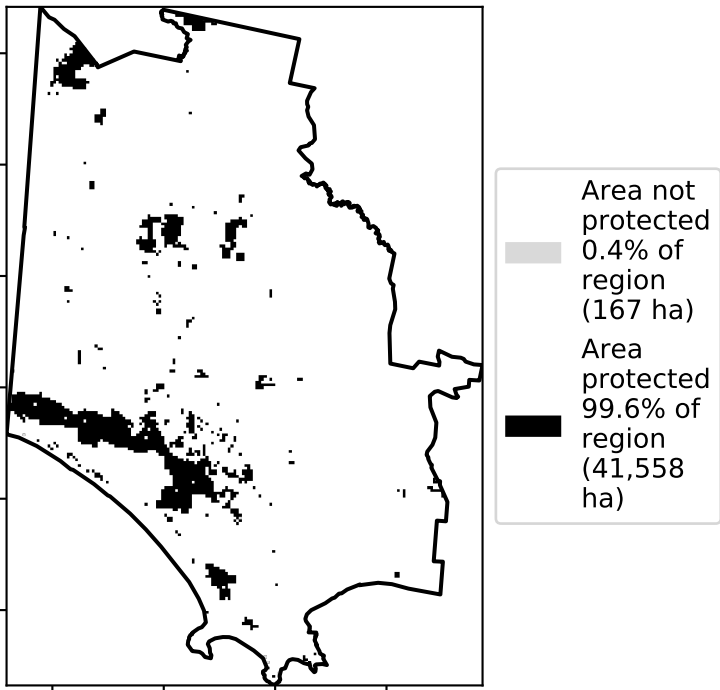 Area not
protected
0.4% of
region
(167 ha)
Area
protected
99.6% of
region
(41,558
ha)